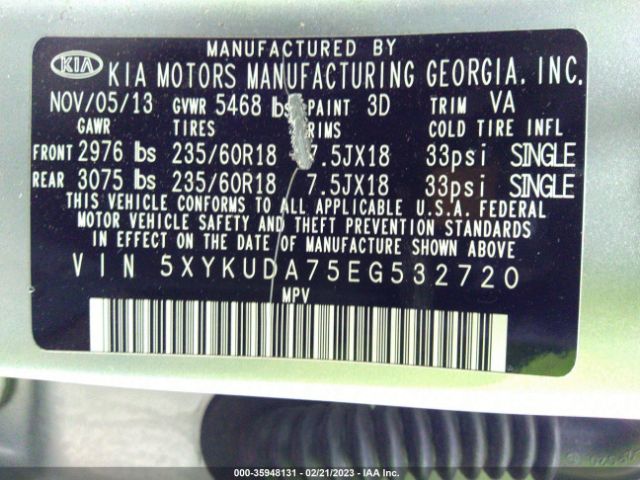 MANUFACTURED BY
KIA KIA MOTORS MANUFACTURING GEORGIA, INC.
NOV/05/13 GVWR 5468 lbs PAINT 3D TRIM VA
GAWR TIRES RIMS COLD TIRE INFL
FRONT 2976 lbs 235/60R18 7.5JX18 33psi SINGLE
REAR 3075 lbs 235/60R18 7.5JX18 33psi SINGLE
THIS VEHICLE CONFORMS TO ALL APPLICABLE U.S.A. FEDERAL
MOTOR VEHICLE SAFETY AND THEFT PREVENTION STANDARDS
IN EFFECT ON THE DATE OF MANUFACTURE SHOWN ABOVE
VIN 5XYKUDA75EG532720
MPV
000-35948131 - 02/21/2023 - IAA Inc.